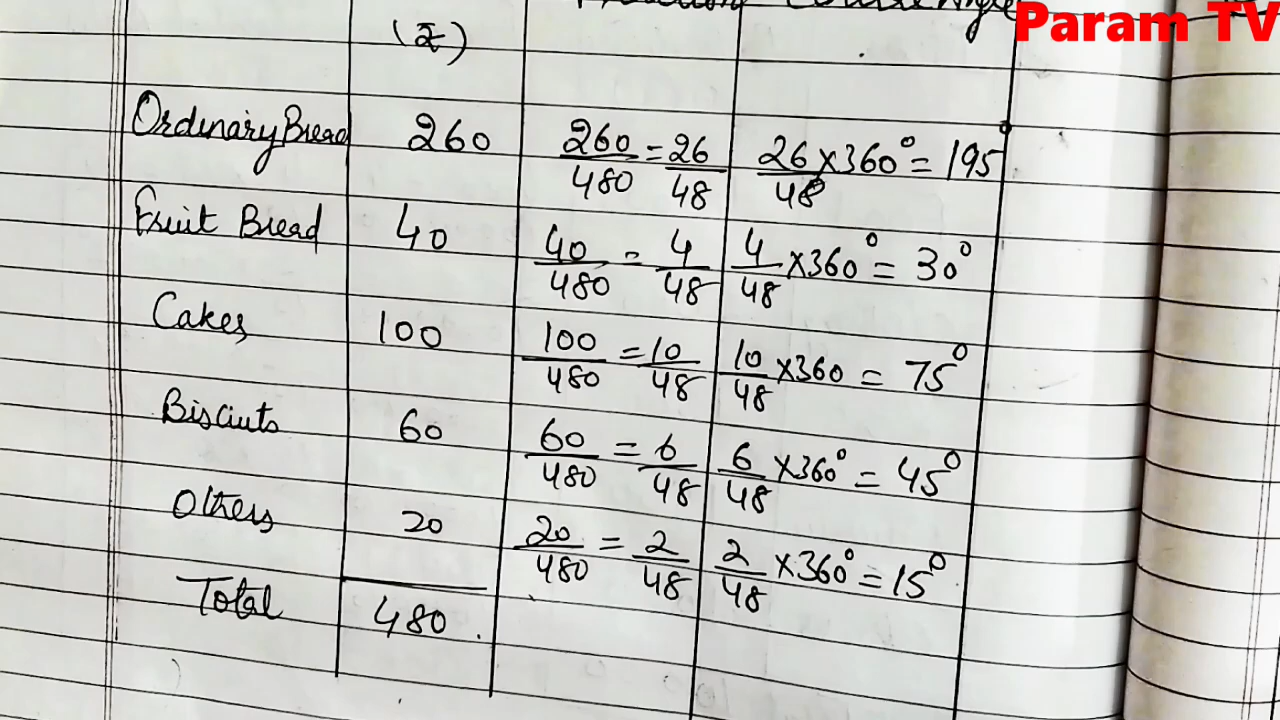 Param TV
(₹)
Ordinary Bread 260 260/480 = 26/48 26/48 × 360° = 195°
Fruit Bread 40 40/480 = 4/48 4/48 × 360° = 30°
Cakes 100 100/480 = 10/48 10/48 × 360 = 75°
Bisciuts 60 60/480 = 6/48 6/48 × 360° = 45°
Others 20 20/480 = 2/48 2/48 × 360° = 15°
Total 480